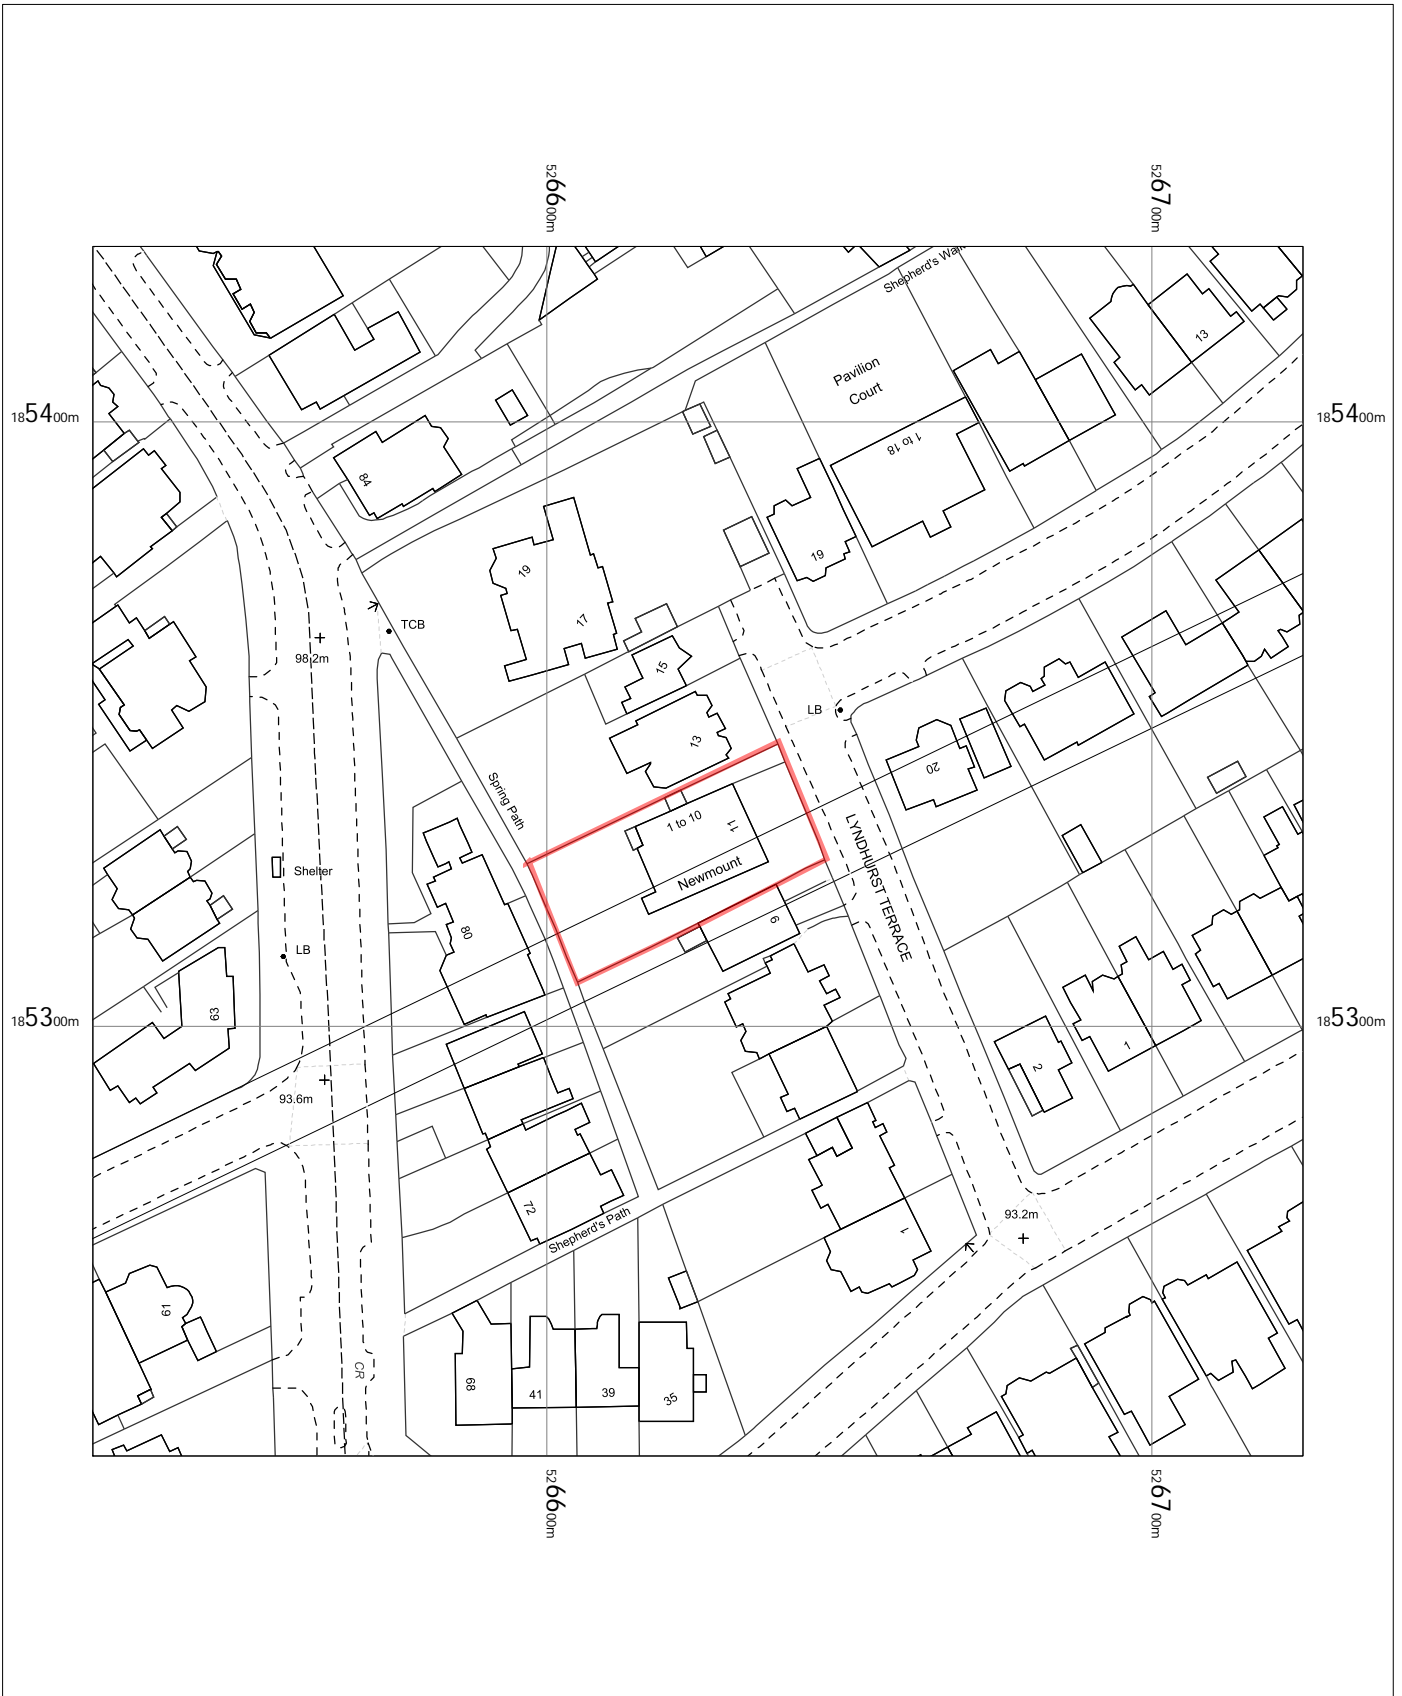 5266 00m
5267 00m
Shepherd's Walk
13
Pavilion
Court
1854 00m
1854 00m
1 to 18
84
19
19
17
TCB
98.2m
15
LB
13
20
Spring Path
1 to 10
11
LYNDHURST TERRACE
Newmount
Shelter
80
9
LB
63
1853 00m
1853 00m
1
2
93.6m
72
Shepherd's Path
93.2m
1
61
CR
68
41
39
35
5266 00m
5267 00m